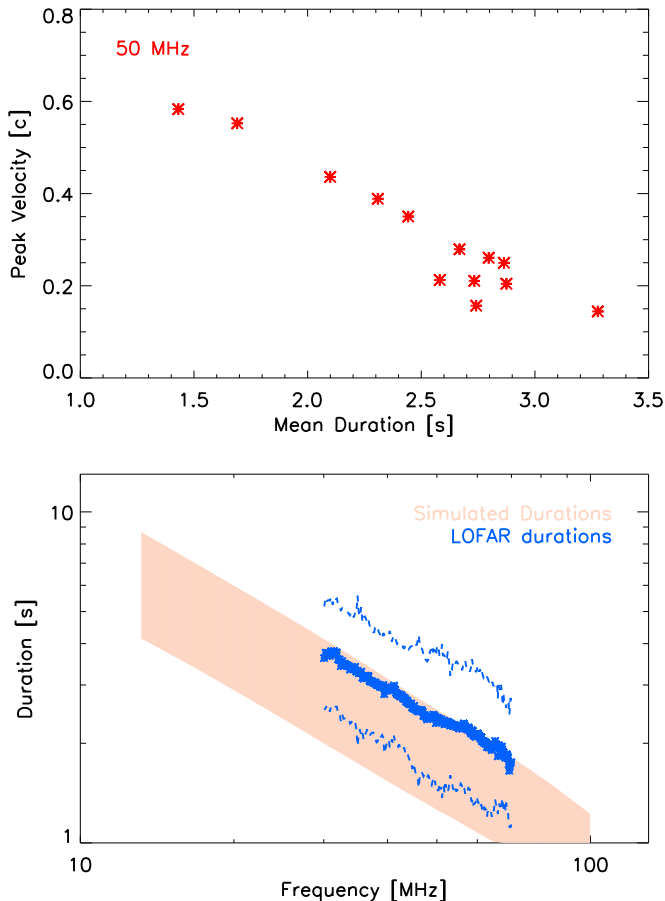 0.8
50 MHz
0.6
0.4
0.2
0.0
Peak Velocity [c]
1.0 1.5 2.0 2.5 3.0 3.5
Mean Duration [s]
10
Simulated Durations
LOFAR durations
Duration [s]
1
10 100
Frequency [MHz]